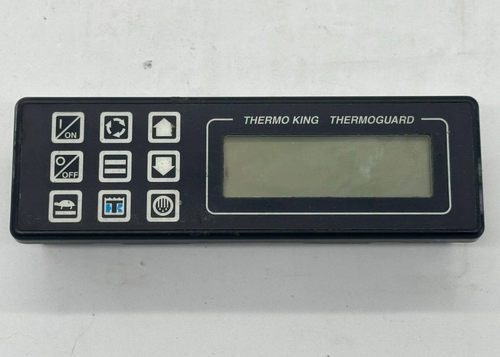 THERMO KING THERMOGUARD
I
ON
O
OFF